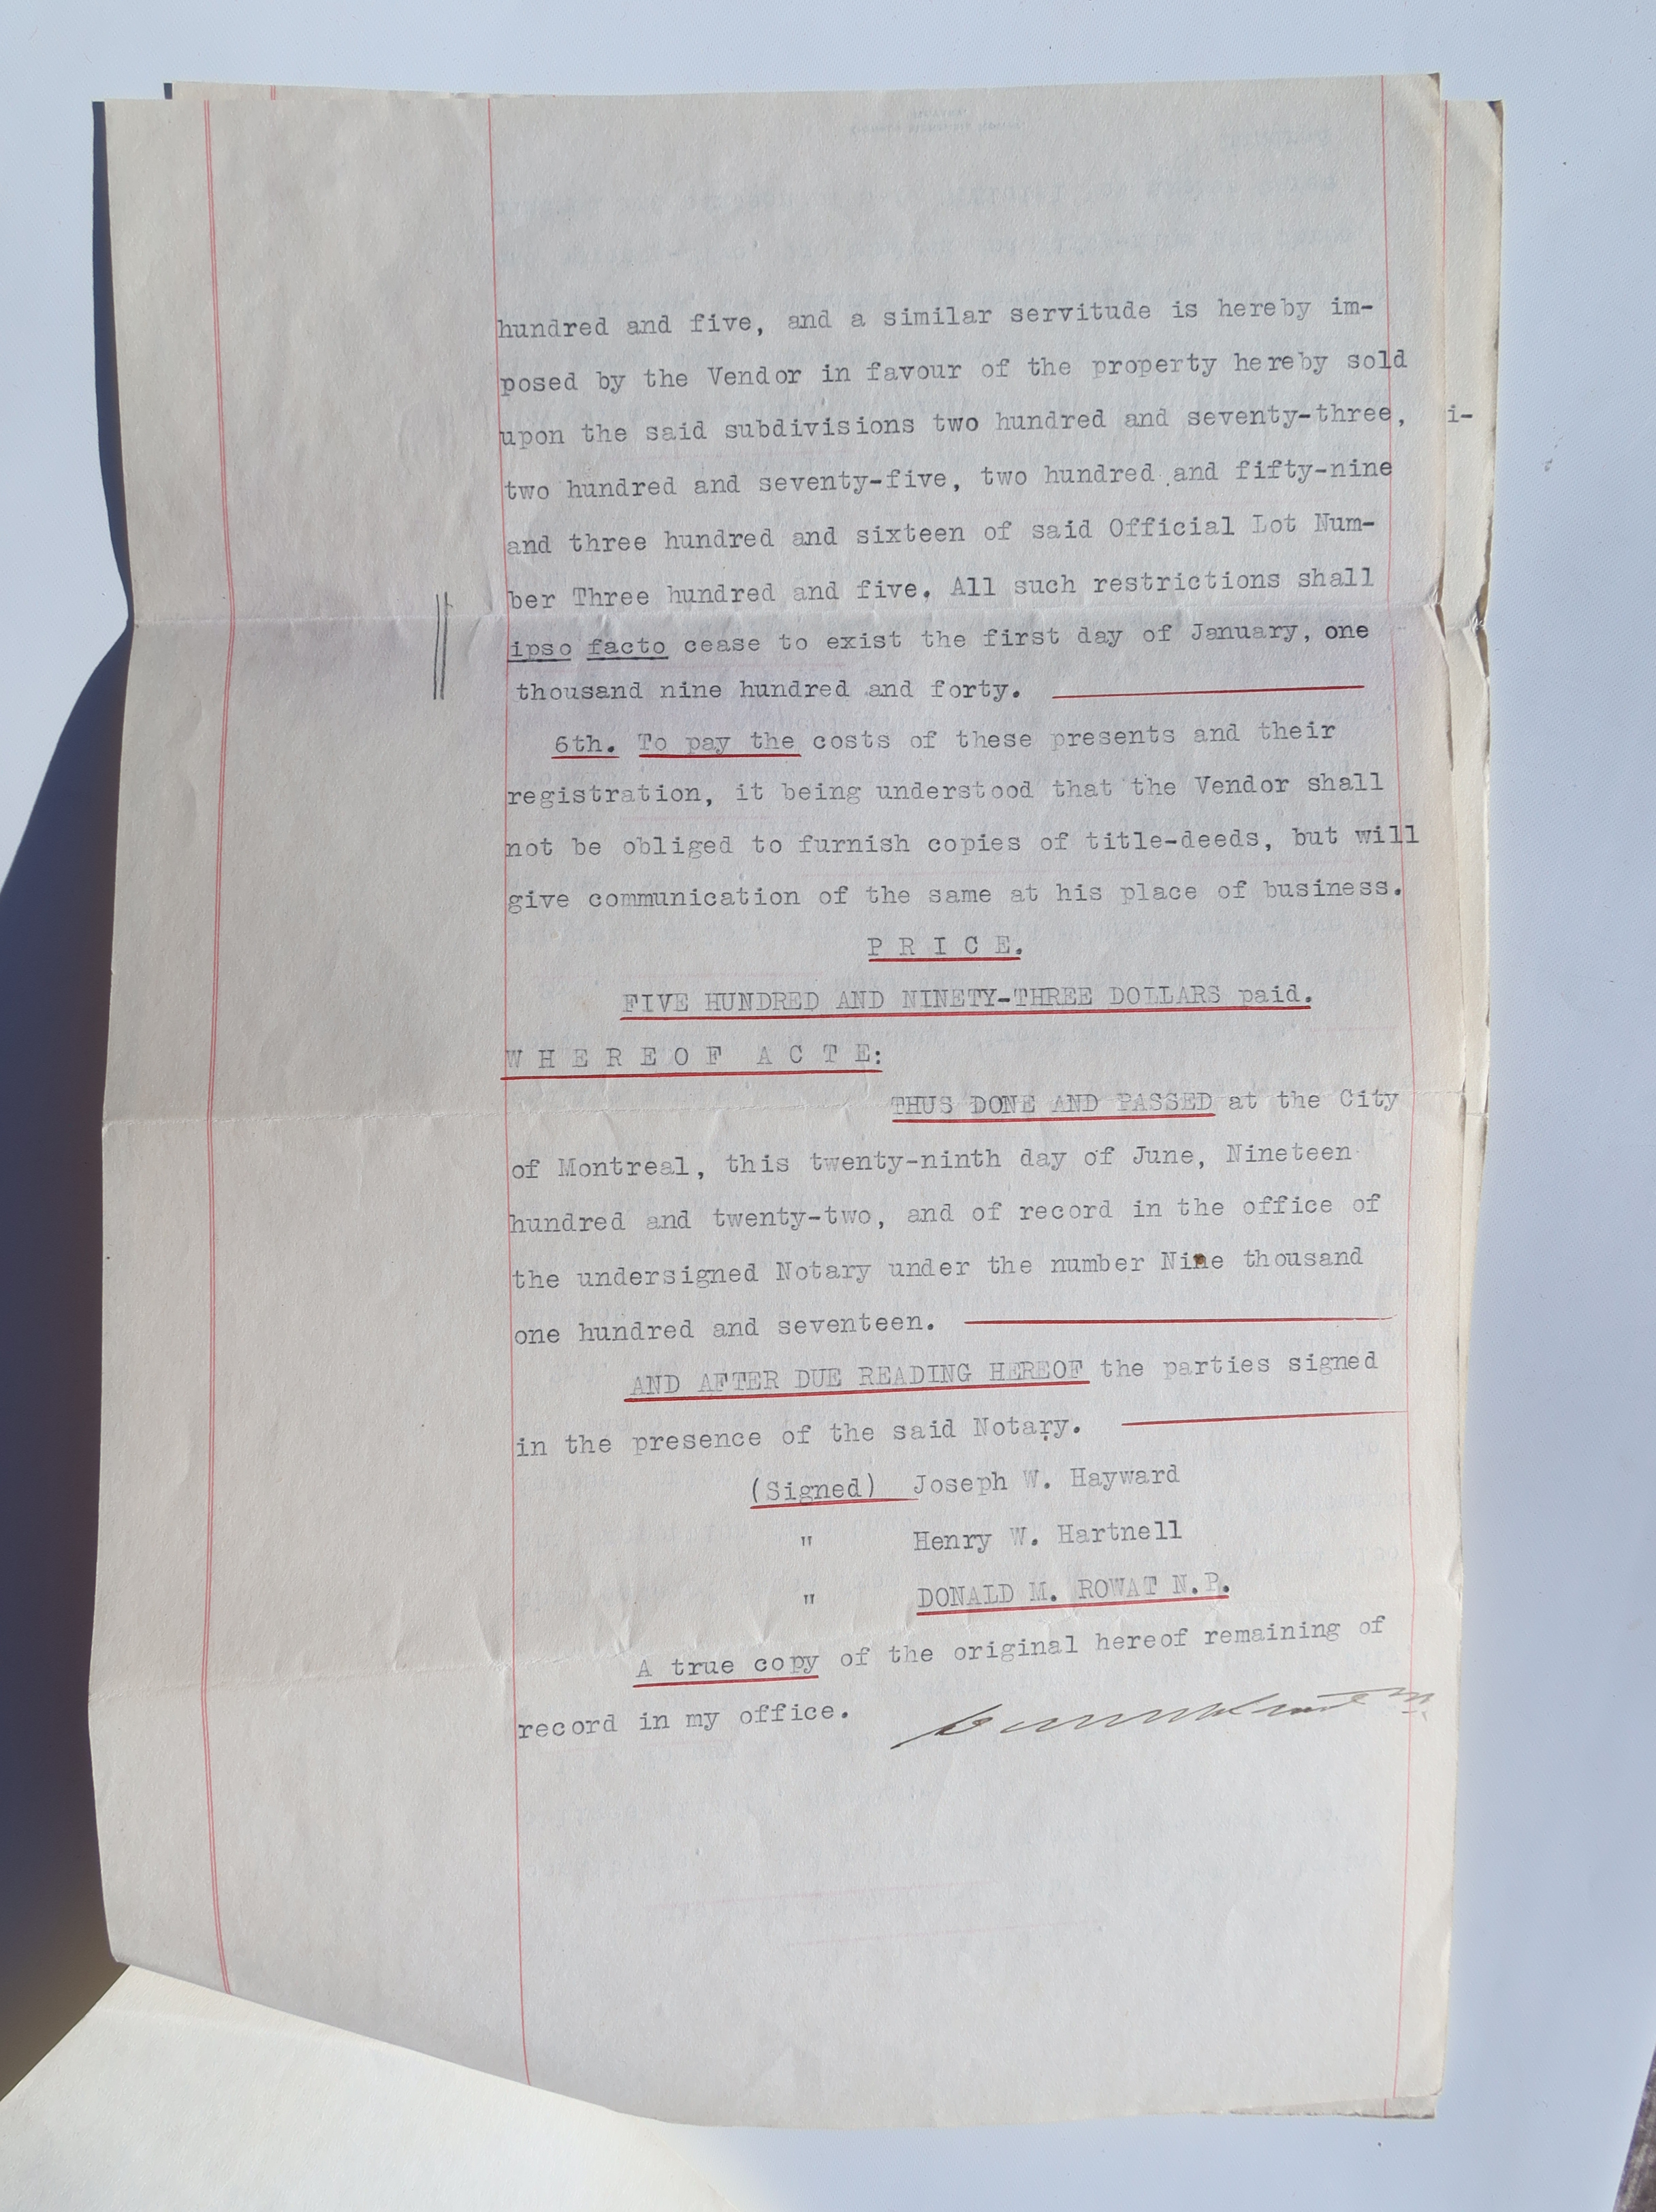 hundred and five, and a similar servitude is hereby im-
posed by the Vendor in favour of the property hereby sold
upon the said subdivisions two hundred and seventy-three,
i-
two hundred and seventy-five, two hundred and fifty-nine
and three hundred and sixteen of said Official Lot Num-
ber Three hundred and five. All such restrictions shall
ipso facto cease to exist the first day of January, one
thousand nine hundred and forty.
6th. To pay the costs of these presents and their
registration, it being understood that the Vendor shall
not be obliged to furnish copies of title-deeds, but will
give communication of the same at his place of business.
P R I C E.
FIVE HUNDRED AND NINETY-THREE DOLLARS paid.
W H E R E O F A C T E:
THUS DONE AND PASSED at the City
of Montreal, this twenty-ninth day of June, Nineteen
hundred and twenty-two, and of record in the office of
the undersigned Notary under the number Nine thousand
one hundred and seventeen.
AND AFTER DUE READING HEREOF the parties signed
in the presence of the said Notary.
(Signed) Joseph W. Hayward
" Henry W. Hartnell
" DONALD M. ROWAT N.P.
A true copy of the original hereof remaining of
record in my office.